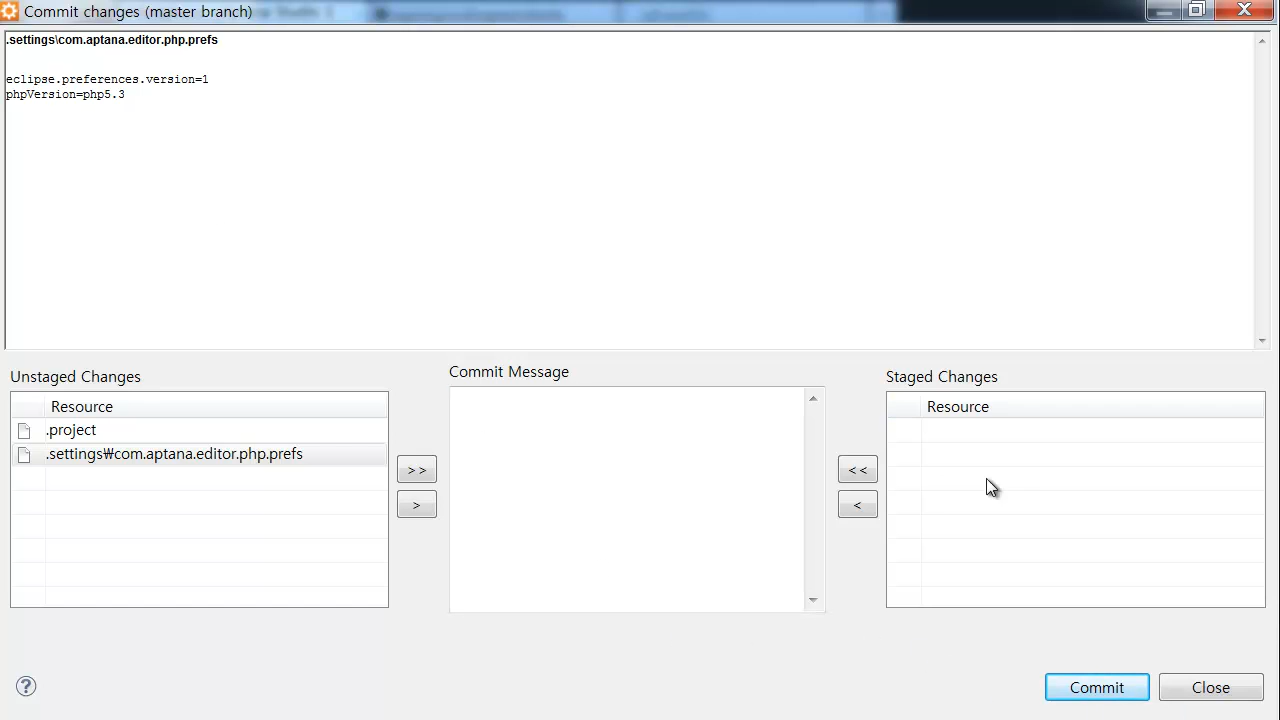 Commit changes (master branch)
.settings\com.aptana.editor.php.prefs
eclipse.preferences.version=1
phpVersion=php5.3
Unstaged Changes
Resource
.project
.settings₩com.aptana.editor.php.prefs
>>
>
Commit Message
<<
<
Staged Changes
Resource
?
Commit
Close